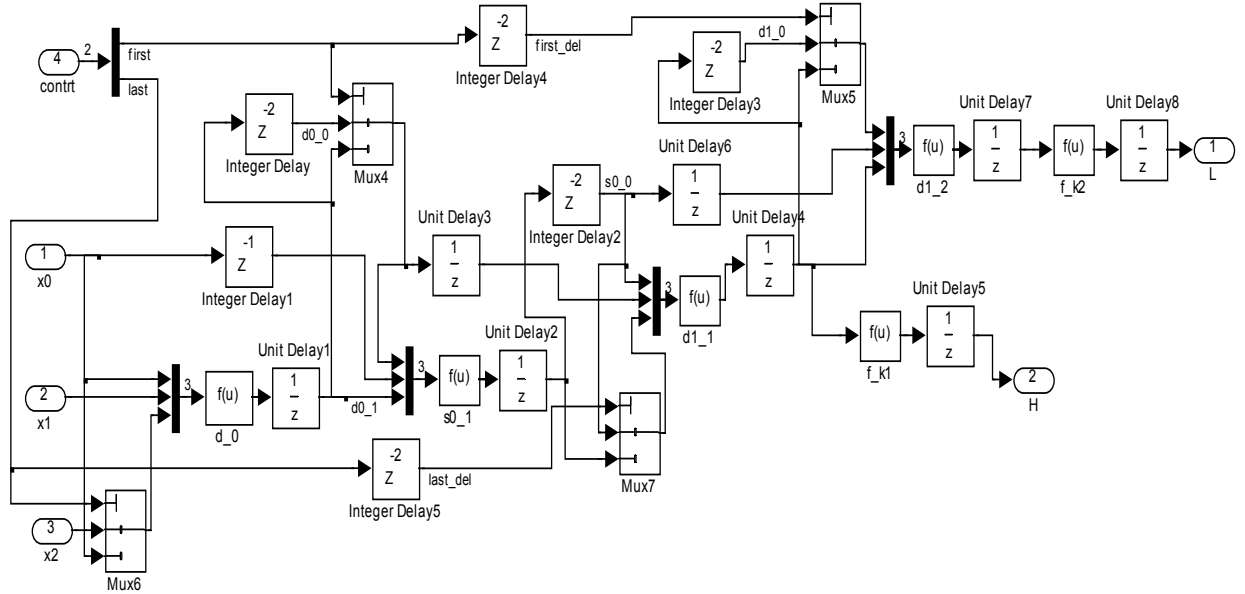 4
contrt
2
first
last
-2
Z
Integer Delay4
first_del
-2
Z
Integer Delay3
d1_0
Mux5
-2
Z
Integer Delay
d0_0
Mux4
Unit Delay7
1
z
Unit Delay8
1
z
3
f(u)
d1_2
f(u)
f_k2
1
L
Unit Delay6
1
z
s0_0
-2
Z
Integer Delay2
Unit Delay3
1
z
Unit Delay4
1
z
1
x0
-1
Z
Integer Delay1
3
f(u)
d1_1
Unit Delay5
1
z
f(u)
f_k1
2
H
Unit Delay1
1
z
Unit Delay2
1
z
2
x1
3
f(u)
d_0
d0_1
3
f(u)
s0_1
-2
Z
Integer Delay5
last_del
Mux7
3
x2
Mux6